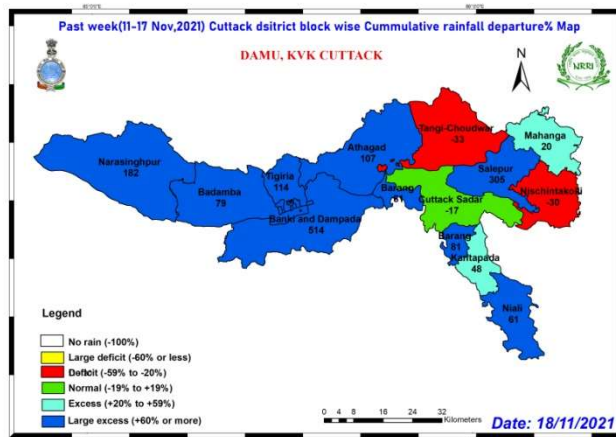 Past week(11-17 Nov,2021) Cuttack dsitrict block wise Cummulative rainfall departure% Map
DAMU, KVK CUTTACK
N
NRRI
Tangi-Choudwar
-33
Mahanga
20
Athagad
107
Narasinghpur
182
Salepur
305
Tigiria
114
Badamba
79
Barang
81
Nischintakoili
-30
Cuttack Sadar
-17
Banki and Dampada
514
Barang
81
Kantapada
48
Niali
61
Legend
No rain (-100%)
Large deficit (-60% or less)
Deficit (-59% to -20%)
Normal (-19% to +19%)
Excess (+20% to +59%)
Large excess (+60% or more)
0 4 8 16 24 32
Kilometers
Date: 18/11/2021